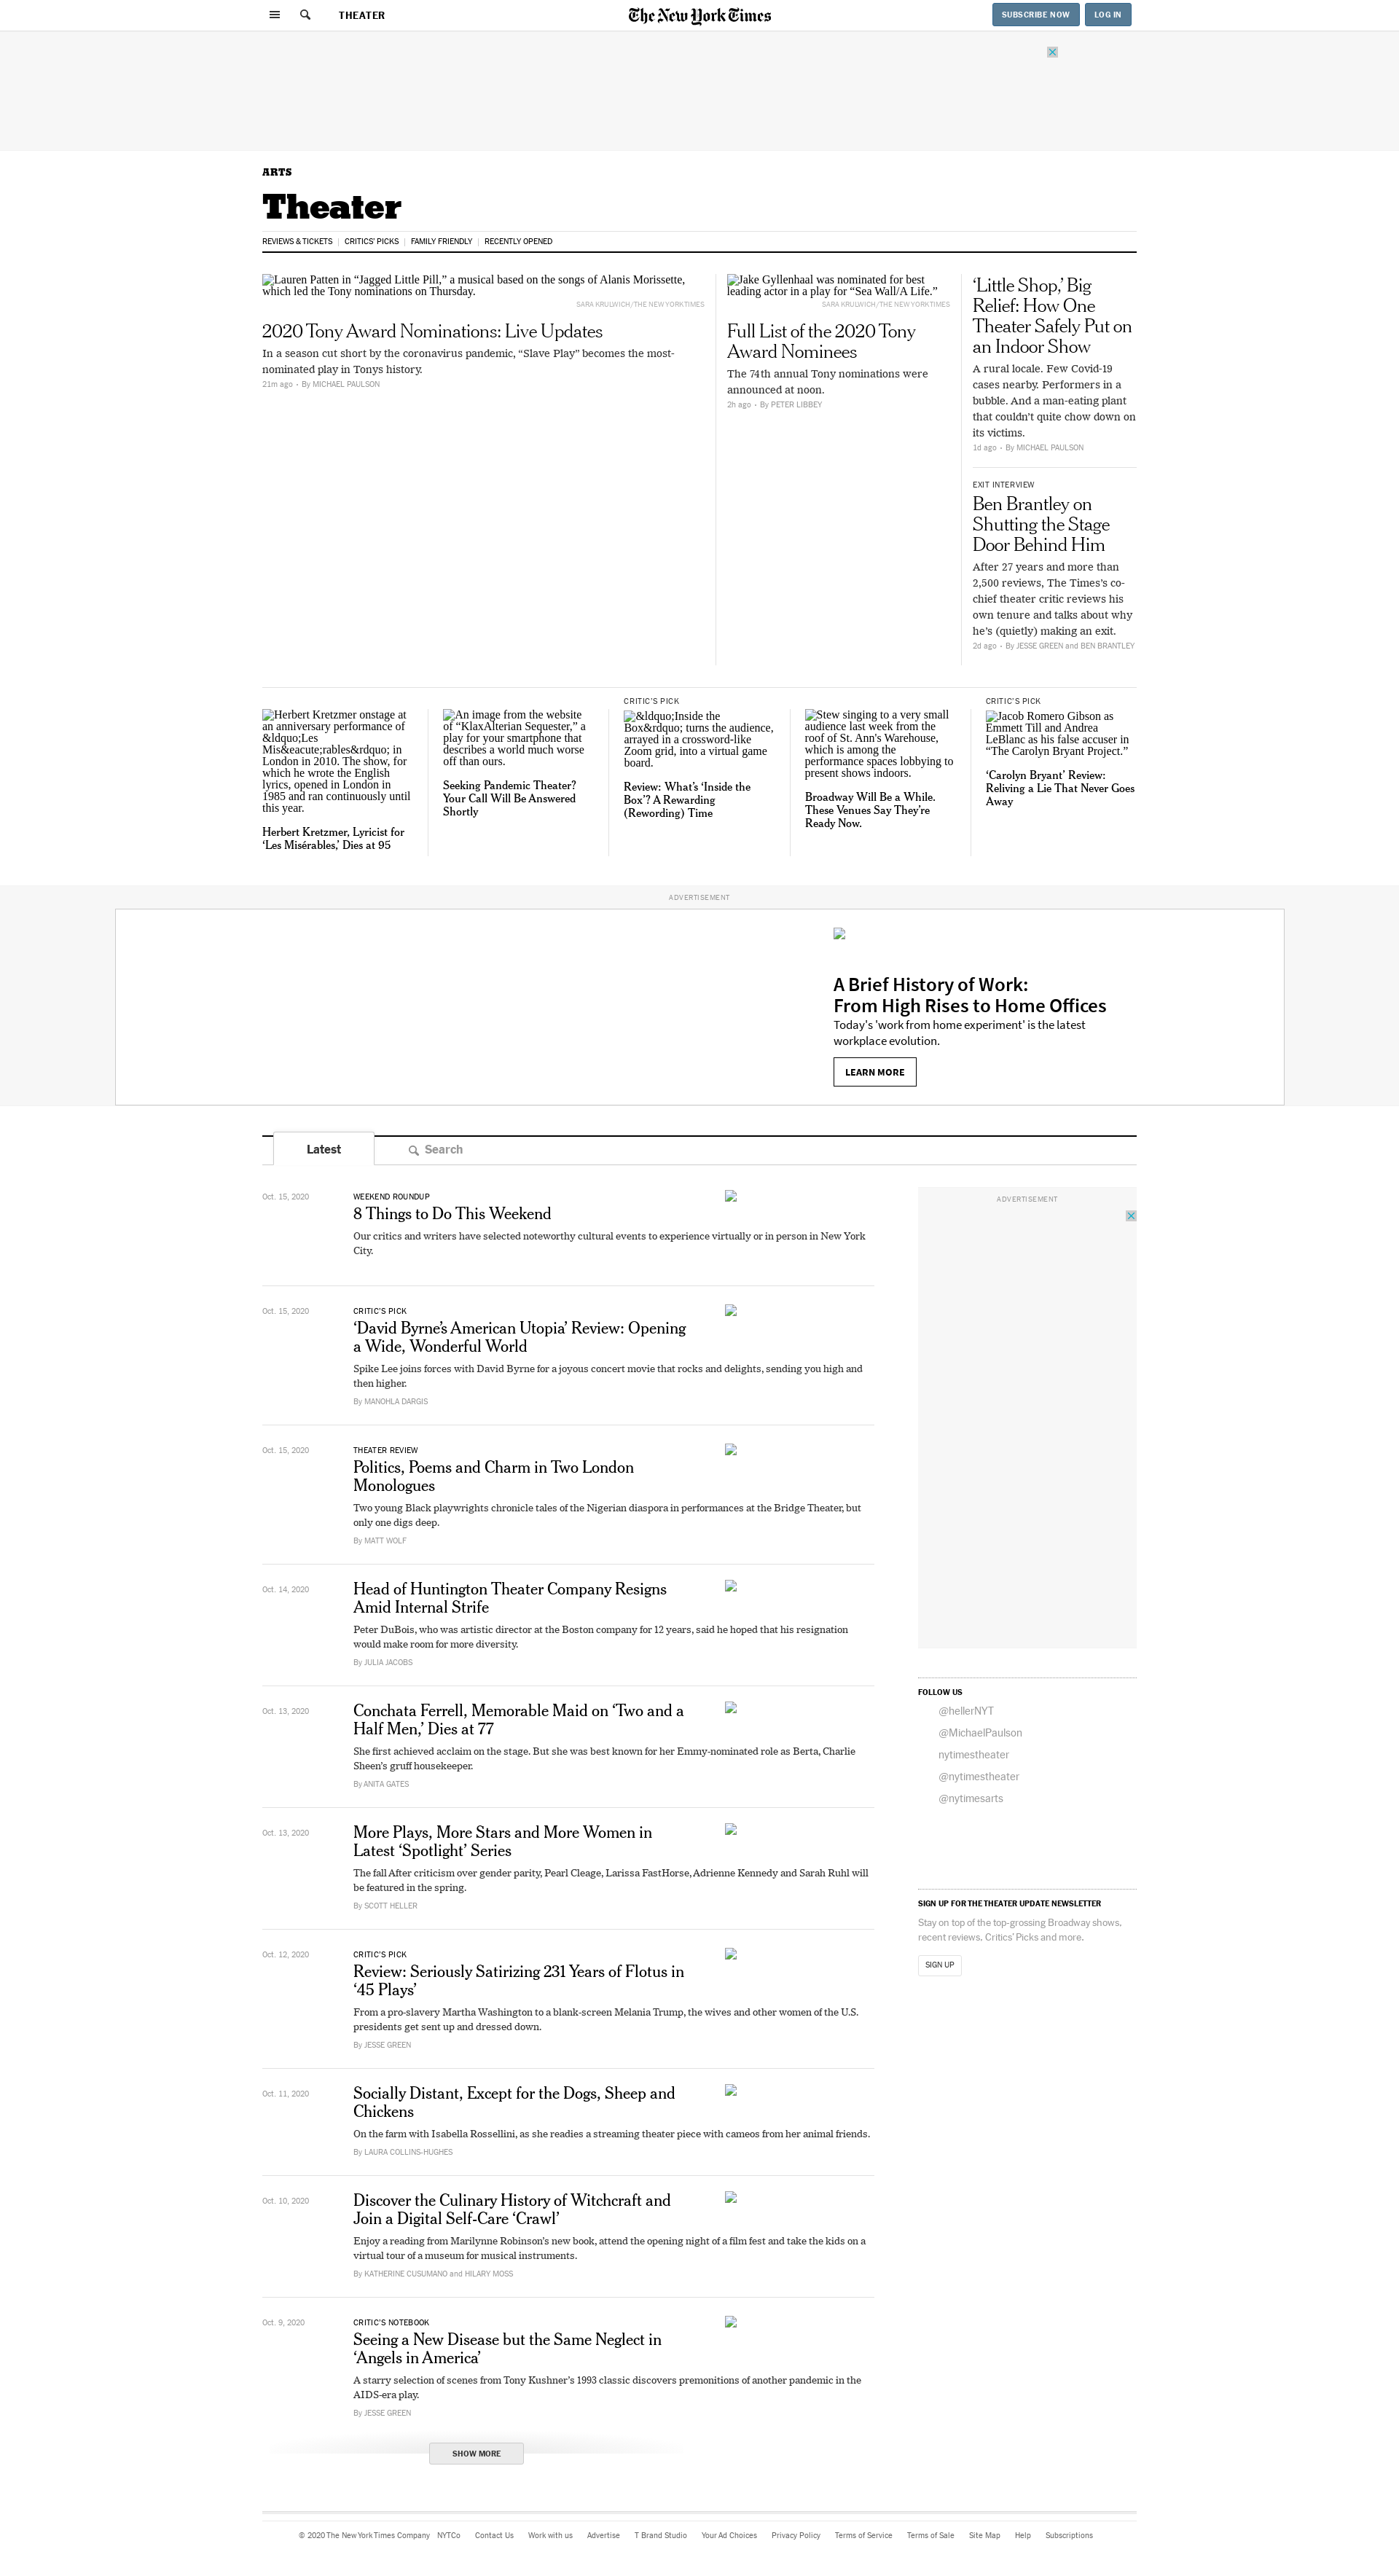 THEATER
The New York Times
SUBSCRIBE NOW
LOG IN
ARTS
Theater
REVIEWS & TICKETS
CRITICS' PICKS
FAMILY FRIENDLY
RECENTLY OPENED
Lauren Patten in “Jagged Little Pill,” a musical based on the songs of Alanis Morissette,
which led the Tony nominations on Thursday.
SARA KRULWICH/THE NEW YORK TIMES
2020 Tony Award Nominations: Live Updates
In a season cut short by the coronavirus pandemic, “Slave Play” becomes the most-
nominated play in Tonys history.
21m ago • By MICHAEL PAULSON
Jake Gyllenhaal was nominated for best
leading actor in a play for “Sea Wall/A Life.”
SARA KRULWICH/THE NEW YORK TIMES
Full List of the 2020 Tony
Award Nominees
The 74th annual Tony nominations were
announced at noon.
2h ago • By PETER LIBBEY
‘Little Shop,’ Big
Relief: How One
Theater Safely Put on
an Indoor Show
A rural locale. Few Covid-19
cases nearby. Performers in a
bubble. And a man-eating plant
that couldn’t quite chow down on
its victims.
1d ago • By MICHAEL PAULSON
EXIT INTERVIEW
Ben Brantley on
Shutting the Stage
Door Behind Him
After 27 years and more than
2,500 reviews, The Times’s co-
chief theater critic reviews his
own tenure and talks about why
he’s (quietly) making an exit.
2d ago • By JESSE GREEN and BEN BRANTLEY
Herbert Kretzmer onstage at
an anniversary performance of
&ldquo;Les
Mis&eacute;rables&rdquo; in
London in 2010. The show, for
which he wrote the English
lyrics, opened in London in
1985 and ran continuously until
this year.
Herbert Kretzmer, Lyricist for
‘Les Misérables,’ Dies at 95
An image from the website
of “KlaxAlterian Sequester,” a
play for your smartphone that
describes a world much worse
off than ours.
Seeking Pandemic Theater?
Your Call Will Be Answered
Shortly
CRITIC'S PICK
&ldquo;Inside the
Box&rdquo; turns the audience,
arrayed in a crossword-like
Zoom grid, into a virtual game
board.
Review: What’s ‘Inside the
Box’? A Rewarding
(Rewording) Time
Stew singing to a very small
audience last week from the
roof of St. Ann's Warehouse,
which is among the
performance spaces lobbying to
present shows indoors.
Broadway Will Be a While.
These Venues Say They’re
Ready Now.
CRITIC'S PICK
Jacob Romero Gibson as
Emmett Till and Andrea
LeBlanc as his false accuser in
“The Carolyn Bryant Project.”
‘Carolyn Bryant’ Review:
Reliving a Lie That Never Goes
Away
ADVERTISEMENT
A Brief History of Work:
From High Rises to Home Offices
Today's 'work from home experiment' is the latest
workplace evolution.
LEARN MORE
Latest
Search
Oct. 15, 2020
WEEKEND ROUNDUP
8 Things to Do This Weekend
Our critics and writers have selected noteworthy cultural events to experience virtually or in person in New York
City.
Oct. 15, 2020
CRITIC’S PICK
‘David Byrne’s American Utopia’ Review: Opening
a Wide, Wonderful World
Spike Lee joins forces with David Byrne for a joyous concert movie that rocks and delights, sending you high and
then higher.
By MANOHLA DARGIS
Oct. 15, 2020
THEATER REVIEW
Politics, Poems and Charm in Two London
Monologues
Two young Black playwrights chronicle tales of the Nigerian diaspora in performances at the Bridge Theater, but
only one digs deep.
By MATT WOLF
Oct. 14, 2020
Head of Huntington Theater Company Resigns
Amid Internal Strife
Peter DuBois, who was artistic director at the Boston company for 12 years, said he hoped that his resignation
would make room for more diversity.
By JULIA JACOBS
Oct. 13, 2020
Conchata Ferrell, Memorable Maid on ‘Two and a
Half Men,’ Dies at 77
She first achieved acclaim on the stage. But she was best known for her Emmy-nominated role as Berta, Charlie
Sheen’s gruff housekeeper.
By ANITA GATES
Oct. 13, 2020
More Plays, More Stars and More Women in
Latest ‘Spotlight’ Series
The fall After criticism over gender parity, Pearl Cleage, Larissa FastHorse, Adrienne Kennedy and Sarah Ruhl will
be featured in the spring.
By SCOTT HELLER
Oct. 12, 2020
CRITIC’S PICK
Review: Seriously Satirizing 231 Years of Flotus in
‘45 Plays’
From a pro-slavery Martha Washington to a blank-screen Melania Trump, the wives and other women of the U.S.
presidents get sent up and dressed down.
By JESSE GREEN
Oct. 11, 2020
Socially Distant, Except for the Dogs, Sheep and
Chickens
On the farm with Isabella Rossellini, as she readies a streaming theater piece with cameos from her animal friends.
By LAURA COLLINS-HUGHES
Oct. 10, 2020
Discover the Culinary History of Witchcraft and
Join a Digital Self-Care ‘Crawl’
Enjoy a reading from Marilynne Robinson’s new book, attend the opening night of a film fest and take the kids on a
virtual tour of a museum for musical instruments.
By KATHERINE CUSUMANO and HILARY MOSS
Oct. 9, 2020
CRITIC’S NOTEBOOK
Seeing a New Disease but the Same Neglect in
‘Angels in America’
A starry selection of scenes from Tony Kushner’s 1993 classic discovers premonitions of another pandemic in the
AIDS-era play.
By JESSE GREEN
SHOW MORE
ADVERTISEMENT
FOLLOW US
@hellerNYT
@MichaelPaulson
nytimestheater
@nytimestheater
@nytimesarts
SIGN UP FOR THE THEATER UPDATE NEWSLETTER
Stay on top of the top-grossing Broadway shows,
recent reviews, Critics’ Picks and more.
SIGN UP
© 2020 The New York Times Company NYTCo Contact Us Work with us Advertise T Brand Studio Your Ad Choices Privacy Policy Terms of Service Terms of Sale Site Map Help Subscriptions